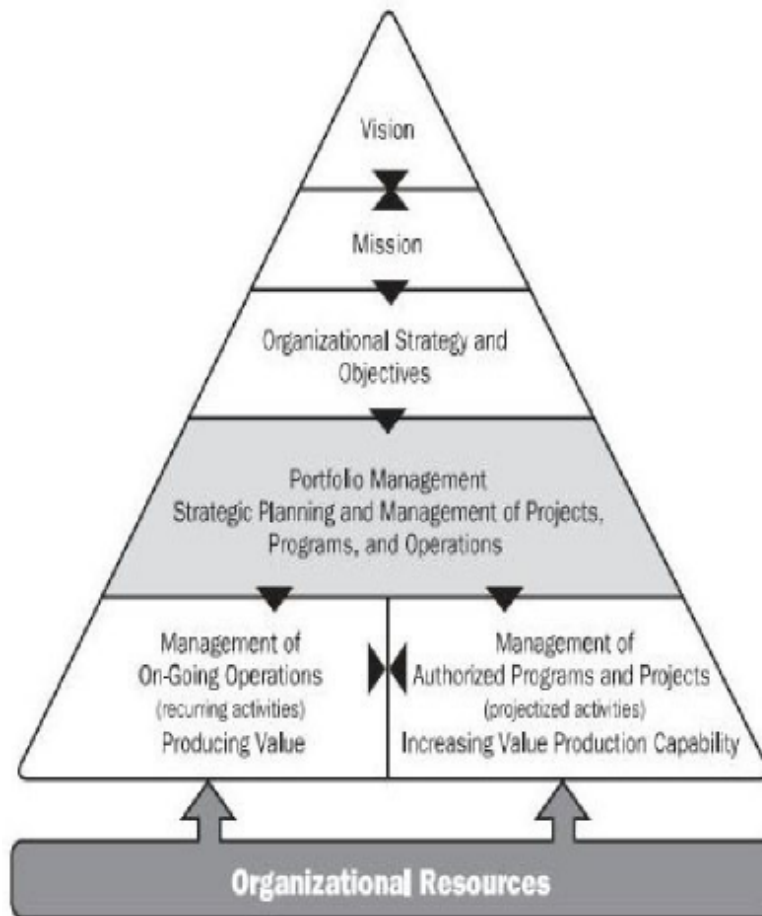 Vision
Mission
Organizational Strategy and
Objectives
Portfolio Management
Strategic Planning and Management of Projects,
Programs, and Operations
Management of
On-Going Operations
(recurring activities)
Producing Value
Management of
Authorized Programs and Projects
(projectized activities)
Increasing Value Production Capability
Organizational Resources